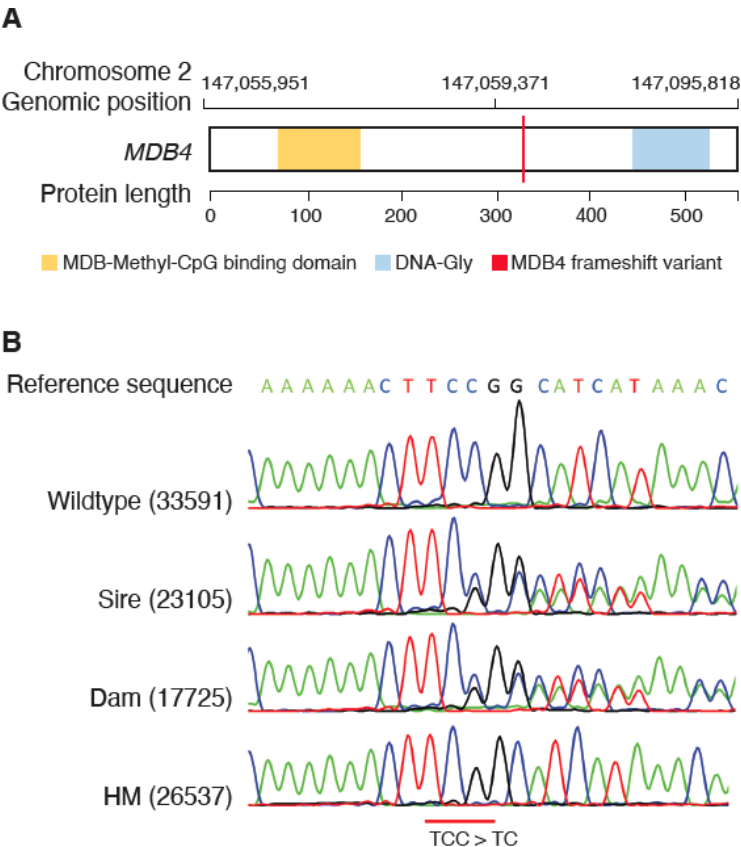 A
Chromosome 2
Genomic position
147,055,951 147,059,371 147,095,818
MDB4
Protein length
0 100 200 300 400 500
MDB-Methyl-CpG binding domain DNA-Gly MDB4 frameshift variant
B
Reference sequence A A A A A A C T T C C G G C A T C A T A A A C
Wildtype (33591)
Sire (23105)
Dam (17725)
HM (26537)
TCC > TC